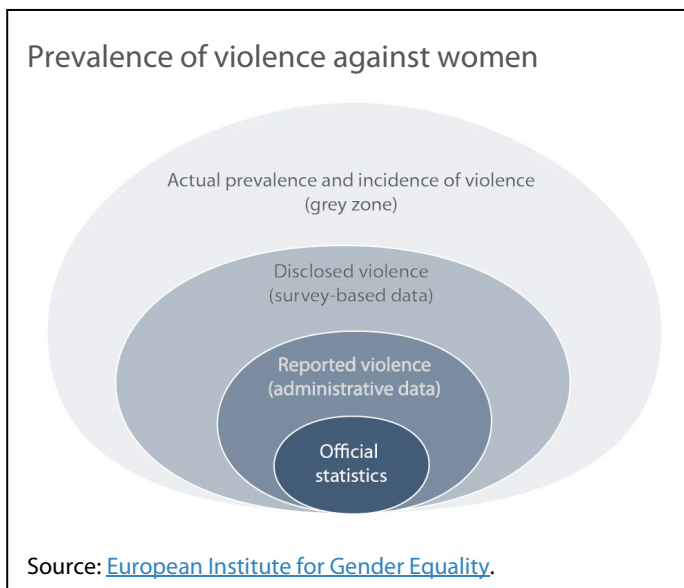 Prevalence of violence against women
Actual prevalence and incidence of violence
(grey zone)
Disclosed violence
(survey-based data)
Reported violence
(administrative data)
Official
statistics
Source: European Institute for Gender Equality.